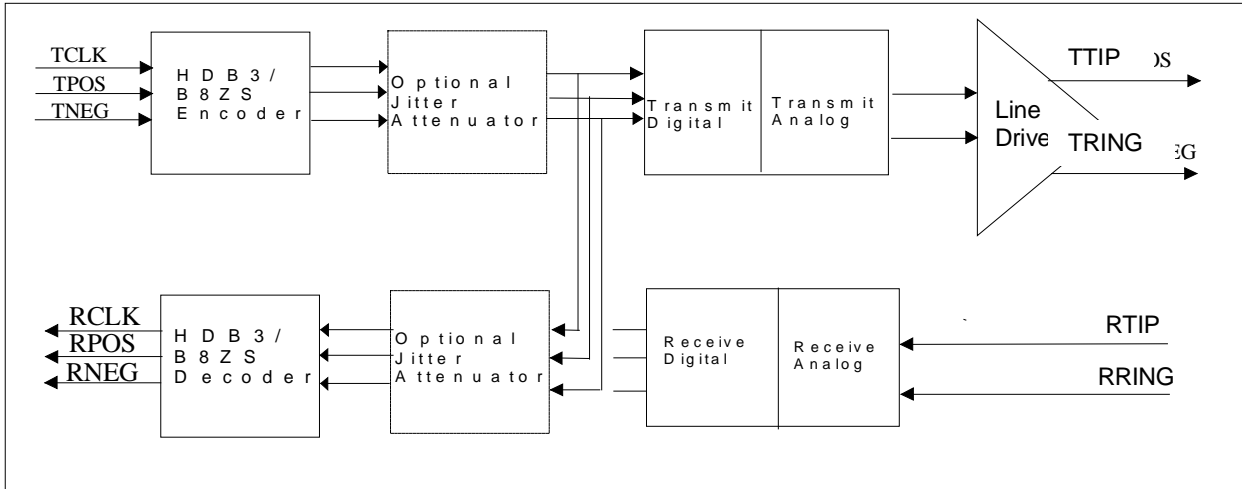 TCLK
TPOS
TNEG
HDB3/
B8ZS
Encoder
Optional
Jitter
Attenuator
Transmit
Digital
Transmit
Analog
Line
Drive
TTIP
TRING
RCLK
RPOS
RNEG
HDB3/
B8ZS
Decoder
Optional
Jitter
Attenuator
Receive
Digital
Receive
Analog
RTIP
RRING